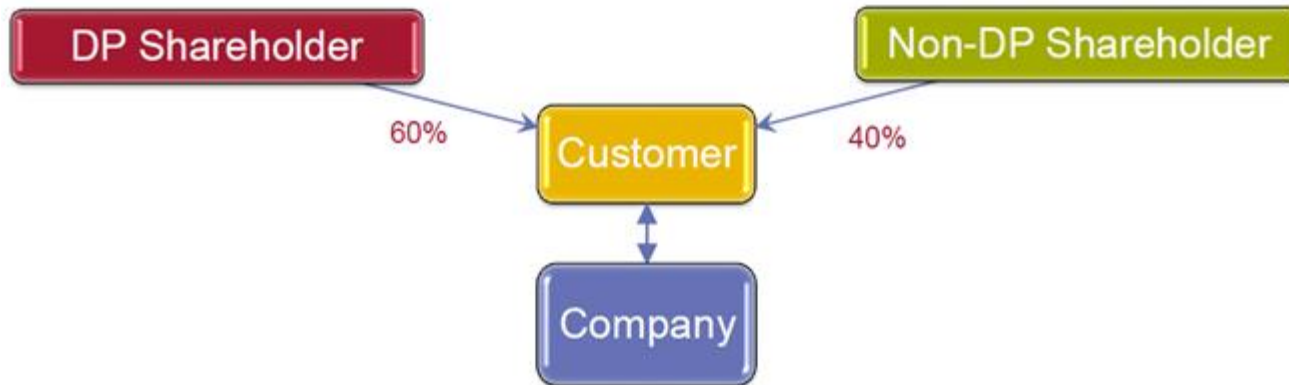 DP Shareholder
Non-DP Shareholder
60%
40%
Customer
Company